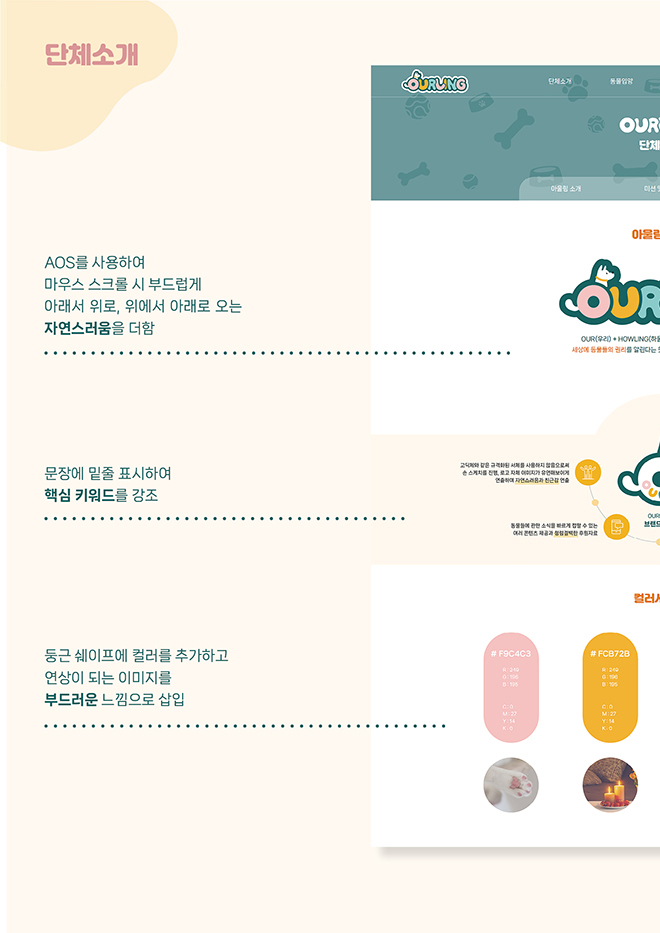 단체소개
OURLING
단체소개
동물입양
OUR
단체
아울링 소개
미션 및
AOS를 사용하여
마우스 스크롤 시 부드럽게
아래서 위로, 위에서 아래로 오는
자연스러움을 더함
아울링
OUR
OUR(우리) + HOWLING(하울
세상에 동물들의 권리를 알린다는 뜻
문장에 밑줄 표시하여
핵심 키워드를 강조
고딕체와 같은 규격화된 서체를 사용하지 않음으로써
손 스케치를 진행, 로고 자체 이미지가 유연해보이게
연출하며 자연스러움과 친근감 연출
동물들에 관한 소식을 빠르게 접할 수 있는
여러 콘텐츠 제공과 청렴결백한 후원자료
OUR
브랜드
컬러시
둥근 쉐이프에 컬러를 추가하고
연상이 되는 이미지를
부드러운 느낌으로 삽입
# F9C4C3
R : 249
G : 196
B : 195
C : 0
M : 27
Y : 14
K : 0
# FCB72B
R : 249
G : 196
B : 195
C : 0
M : 27
Y : 14
K : 0